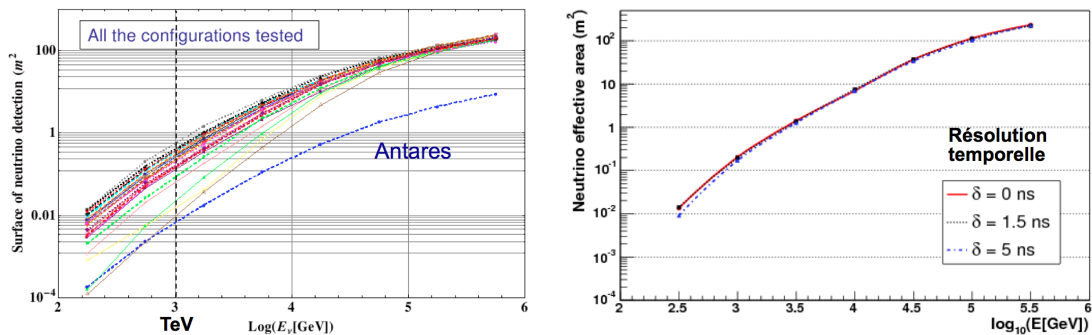 All the configurations tested
Surface of neutrino detection (m²)
100
1
0.01
10⁻⁴
Antares
2
3
4
5
6
TeV
Log(Eᵥ[GeV])
Neutrino effective area (m²)
10²
10
1
10⁻¹
10⁻²
10⁻³
10⁻⁴
Résolution
temporelle
δ = 0 ns
δ = 1.5 ns
δ = 5 ns
2
2.5
3
3.5
4
4.5
5
5.5
6
log₁₀(E[GeV])